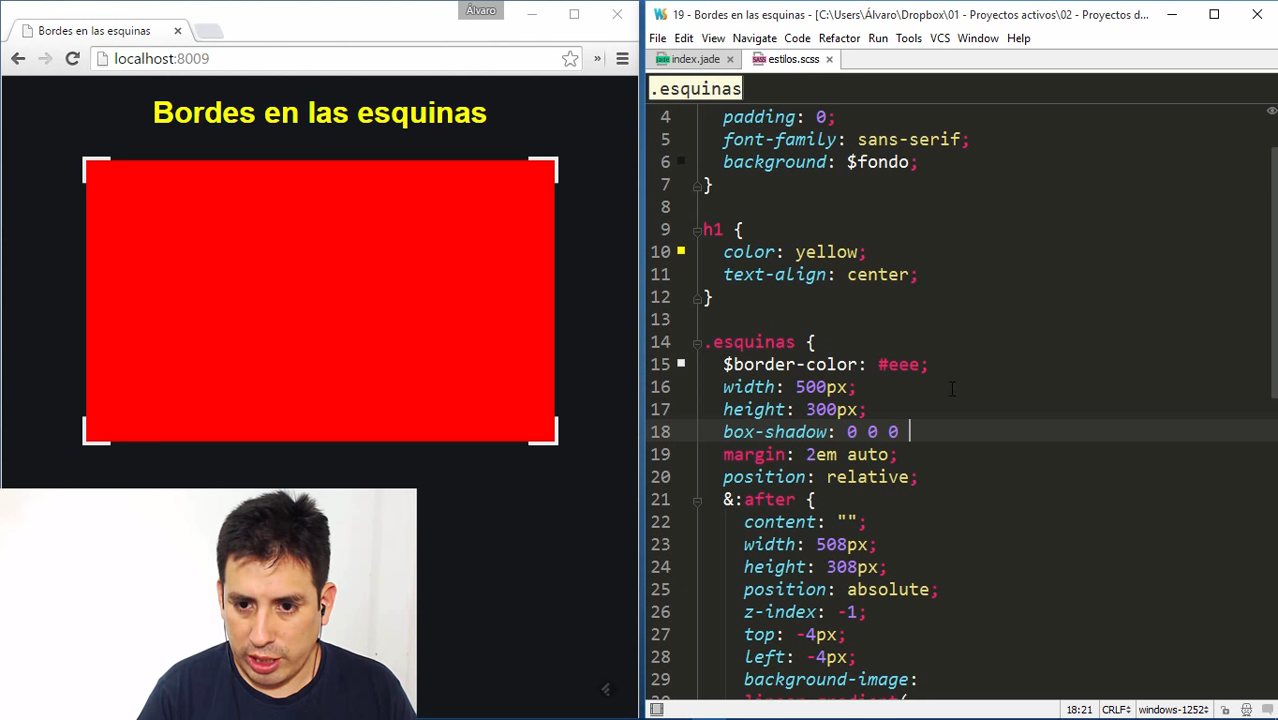 Álvaro
Bordes en las esquinas
localhost:8009
Bordes en las esquinas
19 - Bordes en las esquinas - [C:\Users\Álvaro\Dropbox\01 - Proyectos activos\02 - Proyectos d...
File Edit View Navigate Code Refactor Run Tools VCS Window Help
index.jade
estilos.scss
.esquinas
4 padding: 0;
5 font-family: sans-serif;
6 background: $fondo;
7 }
8
9 h1 {
10 color: yellow;
11 text-align: center;
12 }
13
14 .esquinas {
15 $border-color: #eee;
16 width: 500px;
17 height: 300px;
18 box-shadow: 0 0 0
19 margin: 2em auto;
20 position: relative;
21 &:after {
22 content: "";
23 width: 508px;
24 height: 308px;
25 position: absolute;
26 z-index: -1;
27 top: -4px;
28 left: -4px;
29 background-image:
18:21 CRLF÷ windows-1252÷